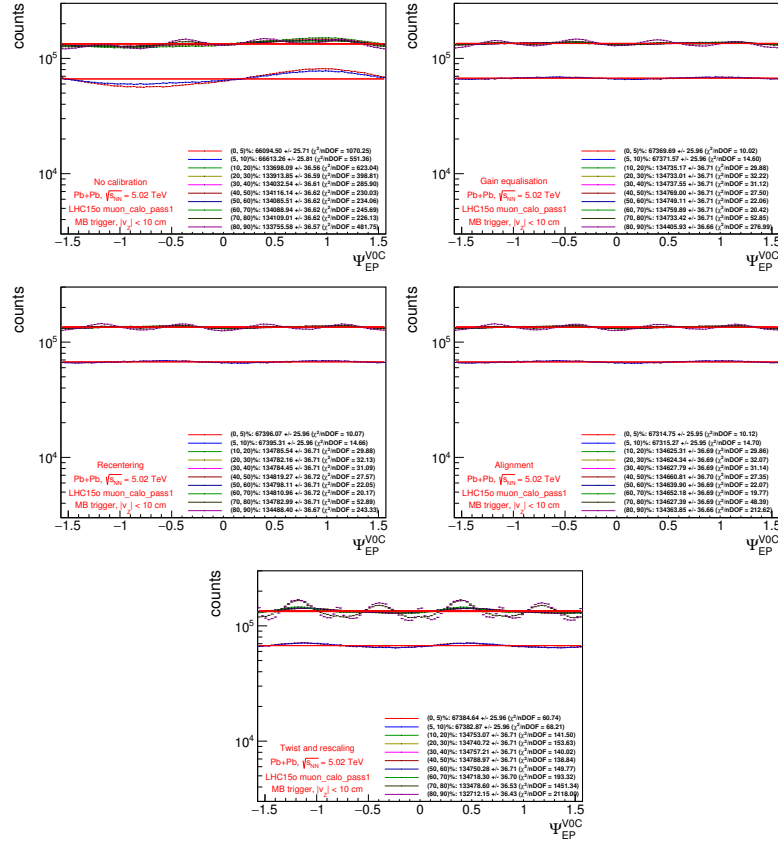 counts
10^5
10^4
(0, 5)%: 66094.50 +/- 25.71 (χ²/nDOF = 1070.25)
(5, 10)%: 66613.26 +/- 25.81 (χ²/nDOF = 551.36)
(10, 20)%: 133698.09 +/- 36.56 (χ²/nDOF = 623.04)
(20, 30)%: 133913.85 +/- 36.59 (χ²/nDOF = 398.81)
(30, 40)%: 134032.54 +/- 36.61 (χ²/nDOF = 285.90)
(40, 50)%: 134116.14 +/- 36.62 (χ²/nDOF = 230.03)
(50, 60)%: 134085.51 +/- 36.62 (χ²/nDOF = 234.06)
(60, 70)%: 134088.94 +/- 36.62 (χ²/nDOF = 245.69)
(70, 80)%: 134109.01 +/- 36.62 (χ²/nDOF = 226.13)
(80, 90)%: 133755.58 +/- 36.57 (χ²/nDOF = 481.75)
No calibration
Pb+Pb, √s_NN = 5.02 TeV
LHC15o muon_calo_pass1
MB trigger, |v_z| < 10 cm
−1.5 −1 −0.5 0 0.5 1 1.5
Ψ_EP^V0C
counts
10^5
10^4
(0, 5)%: 67369.69 +/- 25.96 (χ²/nDOF = 10.02)
(5, 10)%: 67371.57 +/- 25.96 (χ²/nDOF = 14.60)
(10, 20)%: 134735.17 +/- 36.71 (χ²/nDOF = 29.88)
(20, 30)%: 134733.01 +/- 36.71 (χ²/nDOF = 32.22)
(30, 40)%: 134737.55 +/- 36.71 (χ²/nDOF = 31.12)
(40, 50)%: 134769.00 +/- 36.71 (χ²/nDOF = 27.50)
(50, 60)%: 134749.11 +/- 36.71 (χ²/nDOF = 22.06)
(60, 70)%: 134759.89 +/- 36.71 (χ²/nDOF = 20.42)
(70, 80)%: 134733.42 +/- 36.71 (χ²/nDOF = 52.85)
(80, 90)%: 134405.93 +/- 36.66 (χ²/nDOF = 276.99)
Gain equalisation
Pb+Pb, √s_NN = 5.02 TeV
LHC15o muon_calo_pass1
MB trigger, |v_z| < 10 cm
−1.5 −1 −0.5 0 0.5 1 1.5
Ψ_EP^V0C
counts
10^5
10^4
(0, 5)%: 67396.07 +/- 25.96 (χ²/nDOF = 10.07)
(5, 10)%: 67395.31 +/- 25.96 (χ²/nDOF = 14.66)
(10, 20)%: 134785.54 +/- 36.71 (χ²/nDOF = 29.88)
(20, 30)%: 134782.16 +/- 36.71 (χ²/nDOF = 32.13)
(30, 40)%: 134784.45 +/- 36.71 (χ²/nDOF = 31.09)
(40, 50)%: 134819.27 +/- 36.72 (χ²/nDOF = 27.57)
(50, 60)%: 134798.11 +/- 36.71 (χ²/nDOF = 22.05)
(60, 70)%: 134810.96 +/- 36.72 (χ²/nDOF = 20.17)
(70, 80)%: 134782.99 +/- 36.71 (χ²/nDOF = 52.89)
(80, 90)%: 134488.40 +/- 36.67 (χ²/nDOF = 243.33)
Recentering
Pb+Pb, √s_NN = 5.02 TeV
LHC15o muon_calo_pass1
MB trigger, |v_z| < 10 cm
−1.5 −1 −0.5 0 0.5 1 1.5
Ψ_EP^V0C
counts
10^5
10^4
(0, 5)%: 67314.75 +/- 25.95 (χ²/nDOF = 10.12)
(5, 10)%: 67315.27 +/- 25.95 (χ²/nDOF = 14.70)
(10, 20)%: 134625.31 +/- 36.69 (χ²/nDOF = 29.86)
(20, 30)%: 134624.34 +/- 36.69 (χ²/nDOF = 32.07)
(30, 40)%: 134627.79 +/- 36.69 (χ²/nDOF = 31.14)
(40, 50)%: 134660.81 +/- 36.70 (χ²/nDOF = 27.35)
(50, 60)%: 134639.90 +/- 36.69 (χ²/nDOF = 22.07)
(60, 70)%: 134652.18 +/- 36.69 (χ²/nDOF = 19.77)
(70, 80)%: 134627.39 +/- 36.69 (χ²/nDOF = 48.39)
(80, 90)%: 134363.85 +/- 36.66 (χ²/nDOF = 212.62)
Alignment
Pb+Pb, √s_NN = 5.02 TeV
LHC15o muon_calo_pass1
MB trigger, |v_z| < 10 cm
−1.5 −1 −0.5 0 0.5 1 1.5
Ψ_EP^V0C
counts
10^5
10^4
(0, 5)%: 67384.64 +/- 25.96 (χ²/nDOF = 60.74)
(5, 10)%: 67382.87 +/- 25.96 (χ²/nDOF = 68.21)
(10, 20)%: 134753.07 +/- 36.71 (χ²/nDOF = 141.50)
(20, 30)%: 134740.72 +/- 36.71 (χ²/nDOF = 153.63)
(30, 40)%: 134757.21 +/- 36.71 (χ²/nDOF = 140.02)
(40, 50)%: 134788.97 +/- 36.71 (χ²/nDOF = 138.84)
(50, 60)%: 134750.28 +/- 36.71 (χ²/nDOF = 149.77)
(60, 70)%: 134718.30 +/- 36.70 (χ²/nDOF = 193.32)
(70, 80)%: 133478.60 +/- 36.53 (χ²/nDOF = 1451.34)
(80, 90)%: 132712.15 +/- 36.43 (χ²/nDOF = 2118.00)
Twist and rescaling
Pb+Pb, √s_NN = 5.02 TeV
LHC15o muon_calo_pass1
MB trigger, |v_z| < 10 cm
−1.5 −1 −0.5 0 0.5 1 1.5
Ψ_EP^V0C